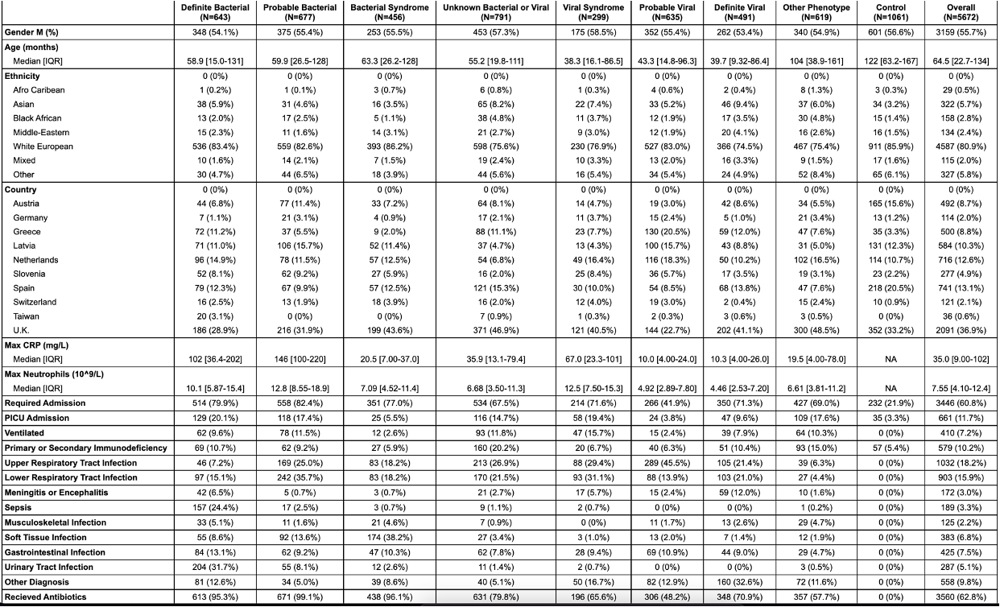 Definite Bacterial (N=643) Probable Bacterial (N=677) Bacterial Syndrome (N=456) Unknown Bacterial or Viral (N=791) Viral Syndrome (N=299) Probable Viral (N=635) Definite Viral (N=491) Other Phenotype (N=619) Control (N=1061) Overall (N=5672)
Gender M (%) 348 (54.1%) 375 (55.4%) 253 (55.5%) 453 (57.3%) 175 (58.5%) 352 (55.4%) 262 (53.4%) 340 (54.9%) 601 (56.6%) 3159 (55.7%)
Age (months)
Median [IQR] 58.9 [15.0-131] 59.9 [26.5-128] 63.3 [26.2-128] 55.2 [19.8-111] 38.3 [16.1-86.5] 43.3 [14.8-96.3] 39.7 [9.32-86.4] 104 [38.9-161] 122 [63.2-167] 64.5 [22.7-134]
Ethnicity 0 (0%) 0 (0%) 0 (0%) 0 (0%) 0 (0%) 0 (0%) 0 (0%) 0 (0%) 0 (0%) 0 (0%)
Afro Caribean 1 (0.2%) 1 (0.1%) 3 (0.7%) 6 (0.8%) 1 (0.3%) 4 (0.6%) 2 (0.4%) 8 (1.3%) 3 (0.3%) 29 (0.5%)
Asian 38 (5.9%) 31 (4.6%) 16 (3.5%) 65 (8.2%) 22 (7.4%) 33 (5.2%) 46 (9.4%) 37 (6.0%) 34 (3.2%) 322 (5.7%)
Black African 13 (2.0%) 17 (2.5%) 5 (1.1%) 38 (4.8%) 11 (3.7%) 12 (1.9%) 17 (3.5%) 30 (4.8%) 15 (1.4%) 158 (2.8%)
Middle-Eastern 15 (2.3%) 11 (1.6%) 14 (3.1%) 21 (2.7%) 9 (3.0%) 12 (1.9%) 20 (4.1%) 16 (2.6%) 16 (1.5%) 134 (2.4%)
White European 536 (83.4%) 559 (82.6%) 393 (86.2%) 598 (75.6%) 230 (76.9%) 527 (83.0%) 366 (74.5%) 467 (75.4%) 911 (85.9%) 4587 (80.9%)
Mixed 10 (1.6%) 14 (2.1%) 7 (1.5%) 19 (2.4%) 10 (3.3%) 13 (2.0%) 16 (3.3%) 9 (1.5%) 17 (1.6%) 115 (2.0%)
Other 30 (4.7%) 44 (6.5%) 18 (3.9%) 44 (5.6%) 16 (5.4%) 34 (5.4%) 24 (4.9%) 52 (8.4%) 65 (6.1%) 327 (5.8%)
Country 0 (0%) 0 (0%) 0 (0%) 0 (0%) 0 (0%) 0 (0%) 0 (0%) 0 (0%) 0 (0%) 0 (0%)
Austria 44 (6.8%) 77 (11.4%) 33 (7.2%) 64 (8.1%) 14 (4.7%) 19 (3.0%) 42 (8.6%) 34 (5.5%) 165 (15.6%) 492 (8.7%)
Germany 7 (1.1%) 21 (3.1%) 4 (0.9%) 17 (2.1%) 11 (3.7%) 15 (2.4%) 5 (1.0%) 21 (3.4%) 13 (1.2%) 114 (2.0%)
Greece 72 (11.2%) 37 (5.5%) 9 (2.0%) 88 (11.1%) 23 (7.7%) 130 (20.5%) 59 (12.0%) 47 (7.6%) 35 (3.3%) 500 (8.8%)
Latvia 71 (11.0%) 106 (15.7%) 52 (11.4%) 37 (4.7%) 13 (4.3%) 100 (15.7%) 43 (8.8%) 31 (5.0%) 131 (12.3%) 584 (10.3%)
Netherlands 96 (14.9%) 78 (11.5%) 57 (12.5%) 54 (6.8%) 49 (16.4%) 116 (18.3%) 50 (10.2%) 102 (16.5%) 114 (10.7%) 716 (12.6%)
Slovenia 52 (8.1%) 62 (9.2%) 27 (5.9%) 16 (2.0%) 25 (8.4%) 36 (5.7%) 17 (3.5%) 19 (3.1%) 23 (2.2%) 277 (4.9%)
Spain 79 (12.3%) 67 (9.9%) 57 (12.5%) 121 (15.3%) 30 (10.0%) 54 (8.5%) 68 (13.8%) 47 (7.6%) 218 (20.5%) 741 (13.1%)
Switzerland 16 (2.5%) 13 (1.9%) 18 (3.9%) 16 (2.0%) 12 (4.0%) 19 (3.0%) 2 (0.4%) 15 (2.4%) 10 (0.9%) 121 (2.1%)
Taiwan 20 (3.1%) 0 (0%) 0 (0%) 7 (0.9%) 1 (0.3%) 2 (0.3%) 3 (0.6%) 3 (0.5%) 0 (0%) 36 (0.6%)
U.K. 186 (28.9%) 216 (31.9%) 199 (43.6%) 371 (46.9%) 121 (40.5%) 144 (22.7%) 202 (41.1%) 300 (48.5%) 352 (33.2%) 2091 (36.9%)
Max CRP (mg/L)
Median [IQR] 102 [36.4-202] 146 [100-220] 20.5 [7.00-37.0] 35.9 [13.1-79.4] 67.0 [23.3-101] 10.0 [4.00-24.0] 10.3 [4.00-26.0] 19.5 [4.00-78.0] NA 35.0 [9.00-102]
Max Neutrophils (10^9/L)
Median [IQR] 10.1 [5.87-15.4] 12.8 [8.55-18.9] 7.09 [4.52-11.4] 6.68 [3.50-11.3] 12.5 [7.50-15.3] 4.92 [2.89-7.80] 4.46 [2.53-7.20] 6.61 [3.81-11.2] NA 7.55 [4.10-12.4]
Required Admission 514 (79.9%) 558 (82.4%) 351 (77.0%) 534 (67.5%) 214 (71.6%) 266 (41.9%) 350 (71.3%) 427 (69.0%) 232 (21.9%) 3446 (60.8%)
PICU Admission 129 (20.1%) 118 (17.4%) 25 (5.5%) 116 (14.7%) 58 (19.4%) 24 (3.8%) 47 (9.6%) 109 (17.6%) 35 (3.3%) 661 (11.7%)
Ventilated 62 (9.6%) 78 (11.5%) 12 (2.6%) 93 (11.8%) 47 (15.7%) 15 (2.4%) 39 (7.9%) 64 (10.3%) 0 (0%) 410 (7.2%)
Primary or Secondary Immunodeficiency 69 (10.7%) 62 (9.2%) 27 (5.9%) 160 (20.2%) 20 (6.7%) 40 (6.3%) 51 (10.4%) 93 (15.0%) 57 (5.4%) 579 (10.2%)
Upper Respiratory Tract Infection 46 (7.2%) 169 (25.0%) 83 (18.2%) 213 (26.9%) 88 (29.4%) 289 (45.5%) 105 (21.4%) 39 (6.3%) 0 (0%) 1032 (18.2%)
Lower Respiratory Tract Infection 97 (15.1%) 242 (35.7%) 83 (18.2%) 170 (21.5%) 93 (31.1%) 88 (13.9%) 103 (21.0%) 27 (4.4%) 0 (0%) 903 (15.9%)
Meningitis or Encephalitis 42 (6.5%) 5 (0.7%) 3 (0.7%) 21 (2.7%) 17 (5.7%) 15 (2.4%) 59 (12.0%) 10 (1.6%) 0 (0%) 172 (3.0%)
Sepsis 157 (24.4%) 17 (2.5%) 3 (0.7%) 9 (1.1%) 2 (0.7%) 0 (0%) 0 (0%) 1 (0.2%) 0 (0%) 189 (3.3%)
Musculoskeletal Infection 33 (5.1%) 11 (1.6%) 21 (4.6%) 7 (0.9%) 0 (0%) 11 (1.7%) 13 (2.6%) 29 (4.7%) 0 (0%) 125 (2.2%)
Soft Tissue Infection 55 (8.6%) 92 (13.6%) 174 (38.2%) 27 (3.4%) 3 (1.0%) 13 (2.0%) 7 (1.4%) 12 (1.9%) 0 (0%) 383 (6.8%)
Gastrointestinal Infection 84 (13.1%) 62 (9.2%) 47 (10.3%) 62 (7.8%) 28 (9.4%) 69 (10.9%) 44 (9.0%) 29 (4.7%) 0 (0%) 425 (7.5%)
Urinary Tract Infection 204 (31.7%) 55 (8.1%) 12 (2.6%) 11 (1.4%) 2 (0.7%) 0 (0%) 0 (0%) 3 (0.5%) 0 (0%) 287 (5.1%)
Other Diagnosis 81 (12.6%) 34 (5.0%) 39 (8.6%) 40 (5.1%) 50 (16.7%) 82 (12.9%) 160 (32.6%) 72 (11.6%) 0 (0%) 558 (9.8%)
Recieved Antibiotics 613 (95.3%) 671 (99.1%) 438 (96.1%) 631 (79.8%) 196 (65.6%) 306 (48.2%) 348 (70.9%) 357 (57.7%) 0 (0%) 3560 (62.8%)